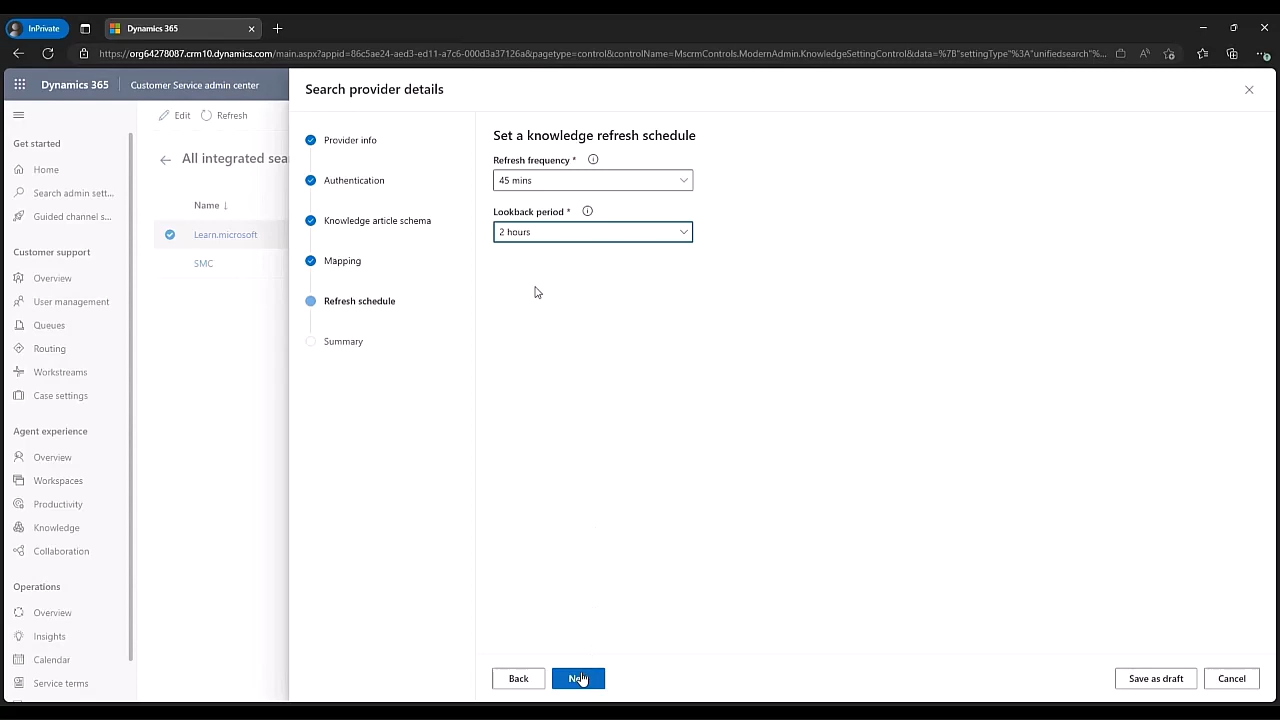 InPrivate
Dynamics 365
https://org64278087.crm10.dynamics.com/main.aspx?appid=86c5ae24-aed3-ed11-a7c6-000d3a37126a&pagetype=control&controlName=MscrmControls.ModernAdmin.KnowledgeSettingControl&data=%7B"settingType"%3A"unifiedsearch"%...
Dynamics 365
Customer Service admin center
Search provider details
Edit
Refresh
Get started
Home
Search admin sett...
Guided channel s...
Customer support
Overview
User management
Queues
Routing
Workstreams
Case settings
Agent experience
Overview
Workspaces
Productivity
Knowledge
Collaboration
Operations
Overview
Insights
Calendar
Service terms
All integrated sea
Name ↓
Learn.microsoft
SMC
Provider info
Authentication
Knowledge article schema
Mapping
Refresh schedule
Summary
Set a knowledge refresh schedule
Refresh frequency *
45 mins
Lookback period *
2 hours
Back
Save as draft
Cancel